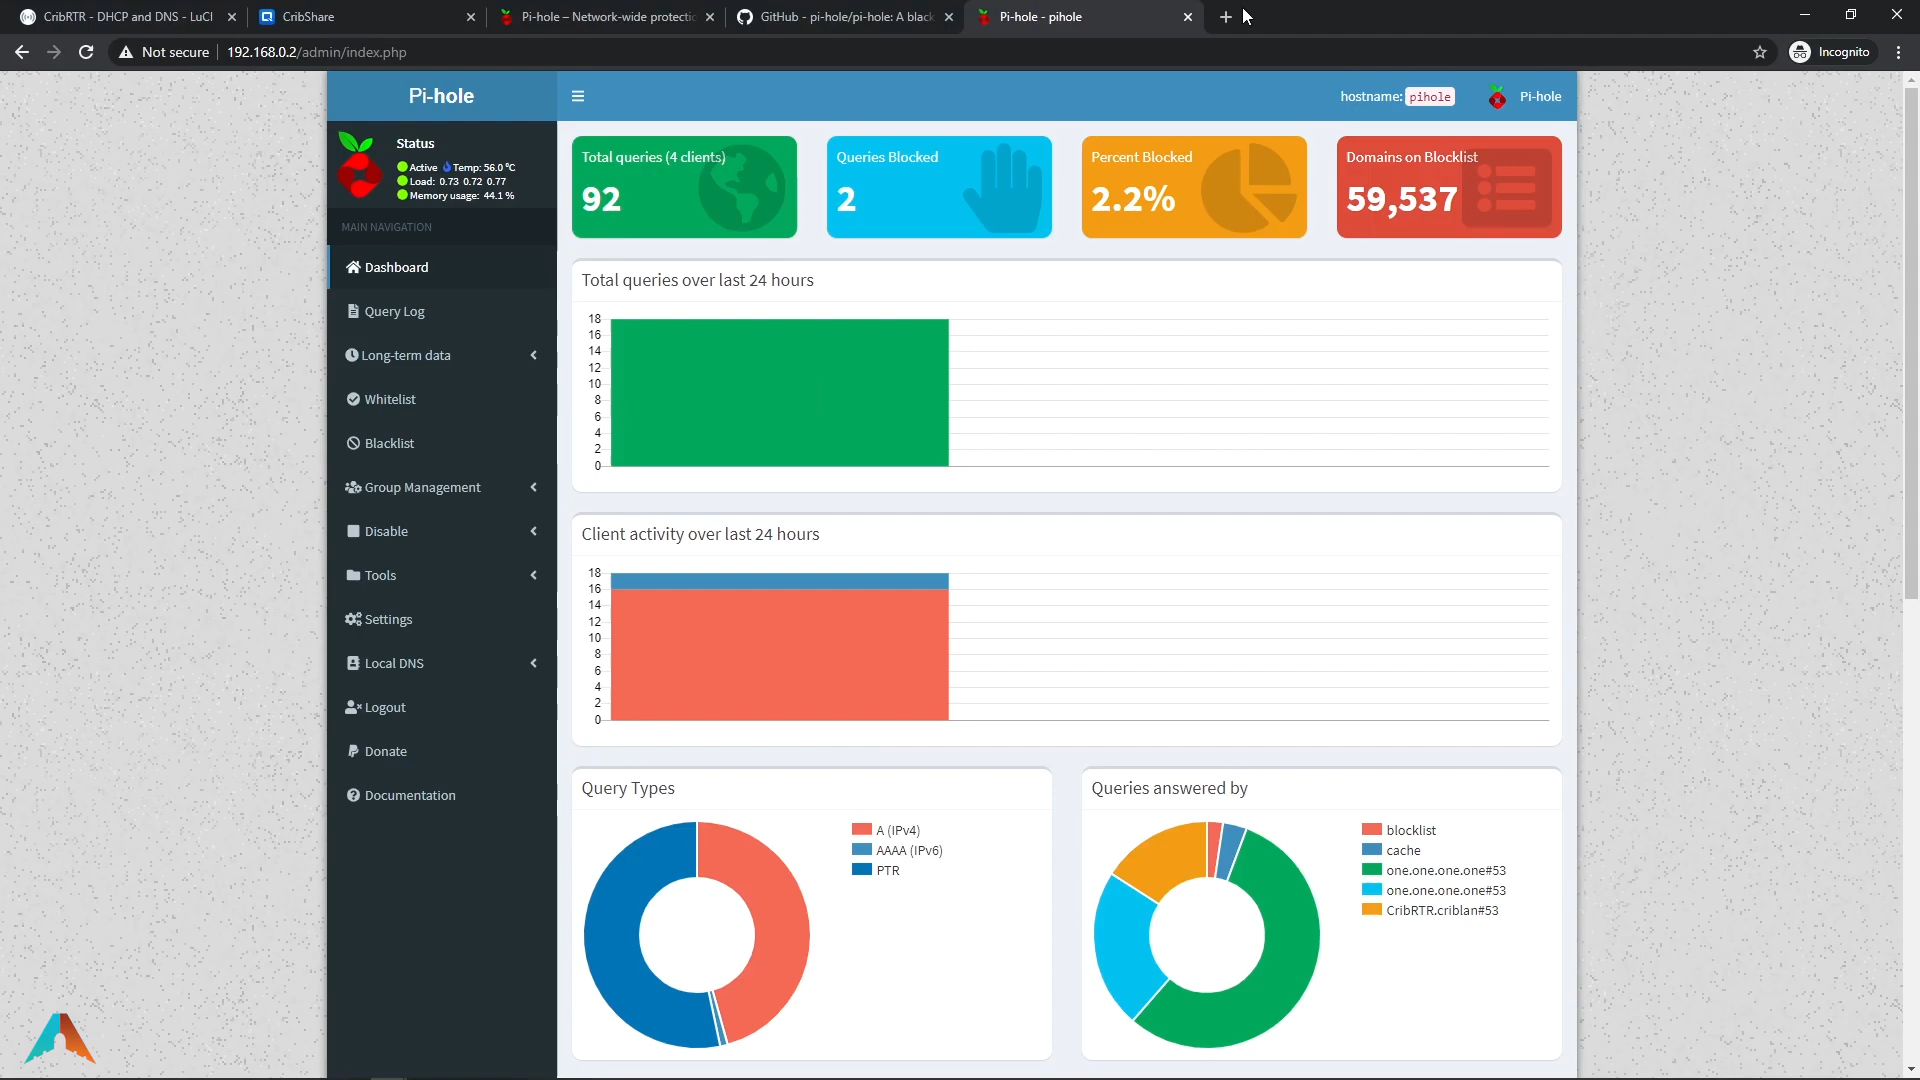 CribRTR - DHCP and DNS - LuCI
CribShare
Pi-hole – Network-wide protectio
GitHub - pi-hole/pi-hole: A black
Pi-hole - pihole
Not secure
192.168.0.2/admin/index.php
Incognito
Pi-hole
hostname: pihole
Pi-hole
Status
Active Temp: 56.0 °C
Load: 0.73 0.72 0.77
Memory usage: 44.1 %
MAIN NAVIGATION
Dashboard
Query Log
Long-term data
Whitelist
Blacklist
Group Management
Disable
Tools
Settings
Local DNS
Logout
Donate
Documentation
Total queries (4 clients)
92
Queries Blocked
2
Percent Blocked
2.2%
Domains on Blocklist
59,537
Total queries over last 24 hours
18
16
14
12
10
8
6
4
2
0
Client activity over last 24 hours
18
16
14
12
10
8
6
4
2
0
Query Types
A (IPv4)
AAAA (IPv6)
PTR
Queries answered by
blocklist
cache
one.one.one.one#53
one.one.one.one#53
CribRTR.criblan#53